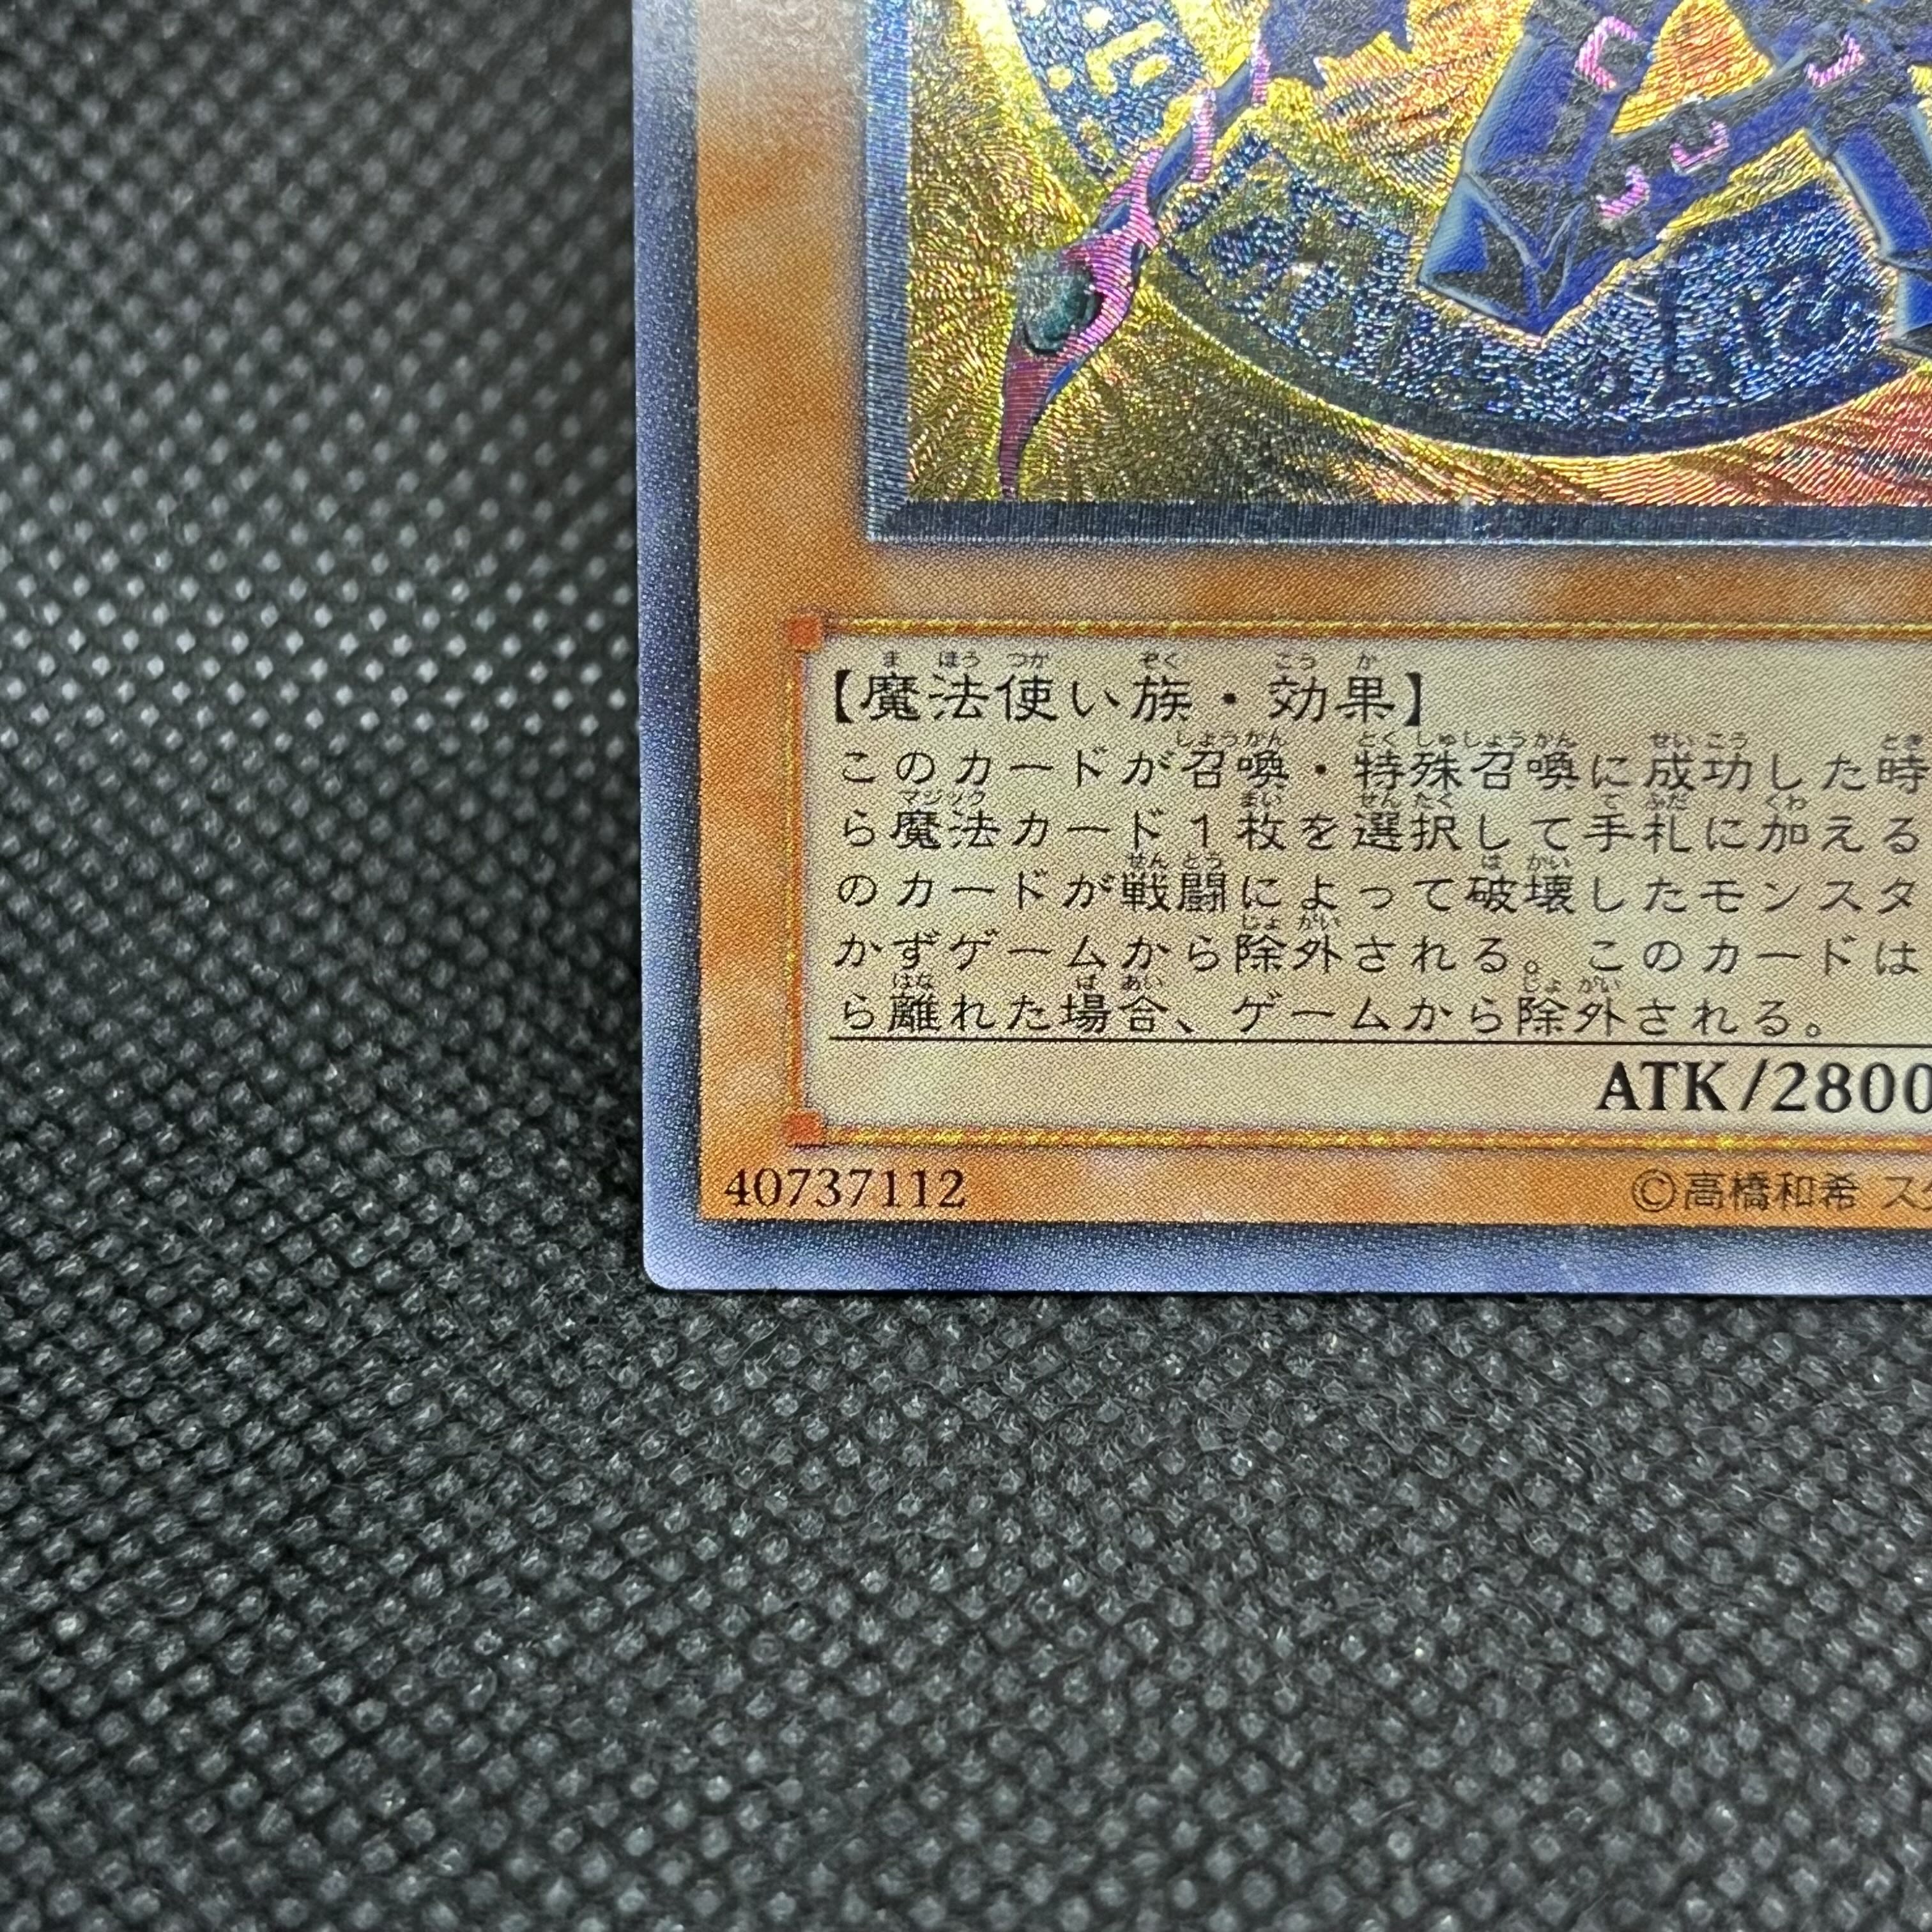 【魔法使い族・効果】
このカードが召喚・特殊召喚に成功した時
ら魔法カード1枚を選択して手札に加える
のカードが戦闘によって破壊したモンスタ
かずゲームから除外される。このカードは
ら離れた場合、ゲームから除外される。
ATK/2800
40737112
©高橋和希 ス